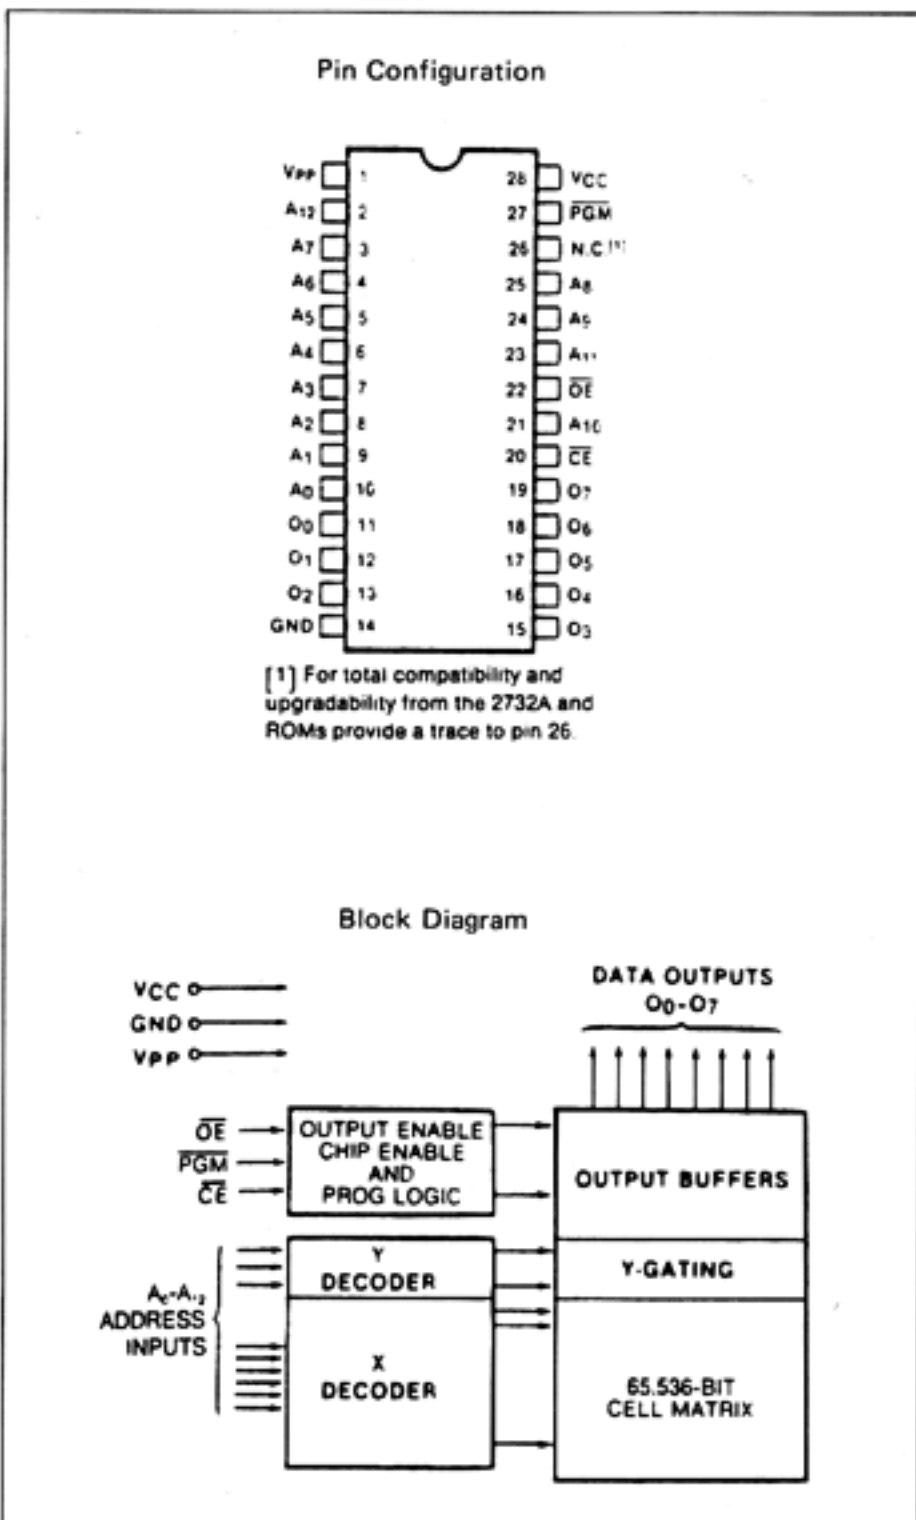 Pin Configuration
VPP 1 28 VCC
A12 2 27 PGM
A7 3 26 N.C.[1]
A6 4 25 A8
A5 5 24 A9
A4 6 23 A11
A3 7 22 OE
A2 8 21 A10
A1 9 20 CE
A0 10 19 O7
O0 11 18 O6
O1 12 17 O5
O2 13 16 O4
GND 14 15 O3
[1] For total compatibility and
upgradability from the 2732A and
ROMs provide a trace to pin 26.
Block Diagram
VCC
GND
VPP
DATA OUTPUTS
O0-O7
OE
PGM
CE
OUTPUT ENABLE
CHIP ENABLE
AND
PROG LOGIC
OUTPUT BUFFERS
Y
DECODER
Y-GATING
A0-A12
ADDRESS
INPUTS
X
DECODER
65.536-BIT
CELL MATRIX